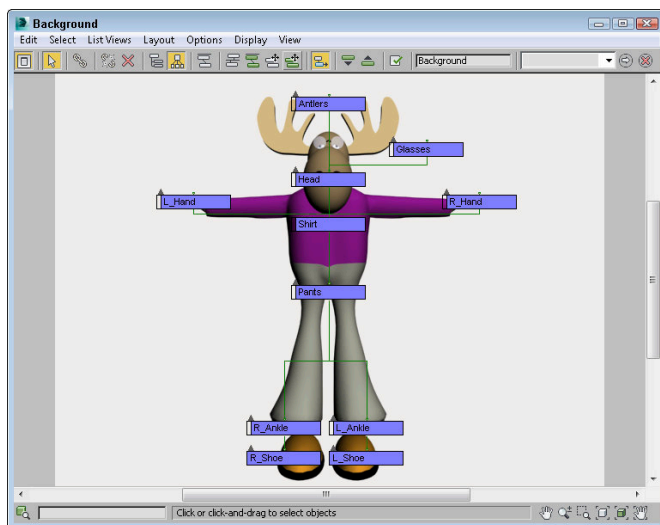 Background
Edit Select List Views Layout Options Display View
Background
Antlers
Glasses
Head
L_Hand
R_Hand
Shirt
Pants
R_Ankle
L_Ankle
R_Shoe
L_Shoe
Click or click-and-drag to select objects